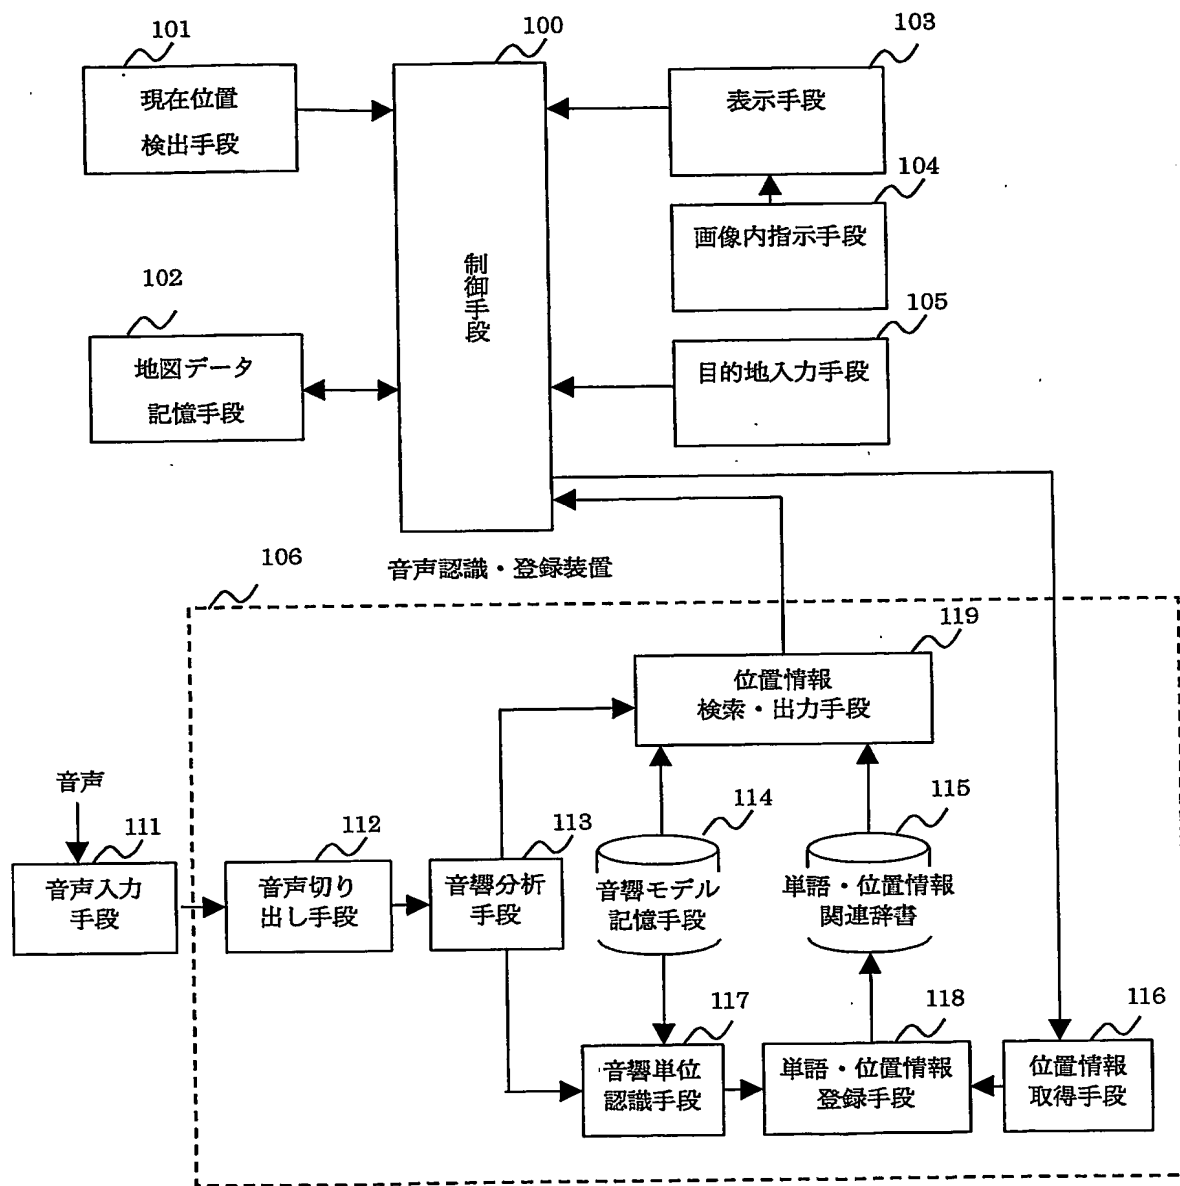 101
100
103
現在位置
検出手段
表示手段
104
画像内指示手段
制御手段
102
地図データ
記憶手段
105
目的地入力手段
106
音声認識・登録装置
119
位置情報
検索・出力手段
音声
111
音声入力
手段
112
音声切り
出し手段
113
音響分析
手段
114
音響モデル
記憶手段
115
単語・位置情報
関連辞書
117
音響単位
認識手段
118
単語・位置情報
登録手段
116
位置情報
取得手段